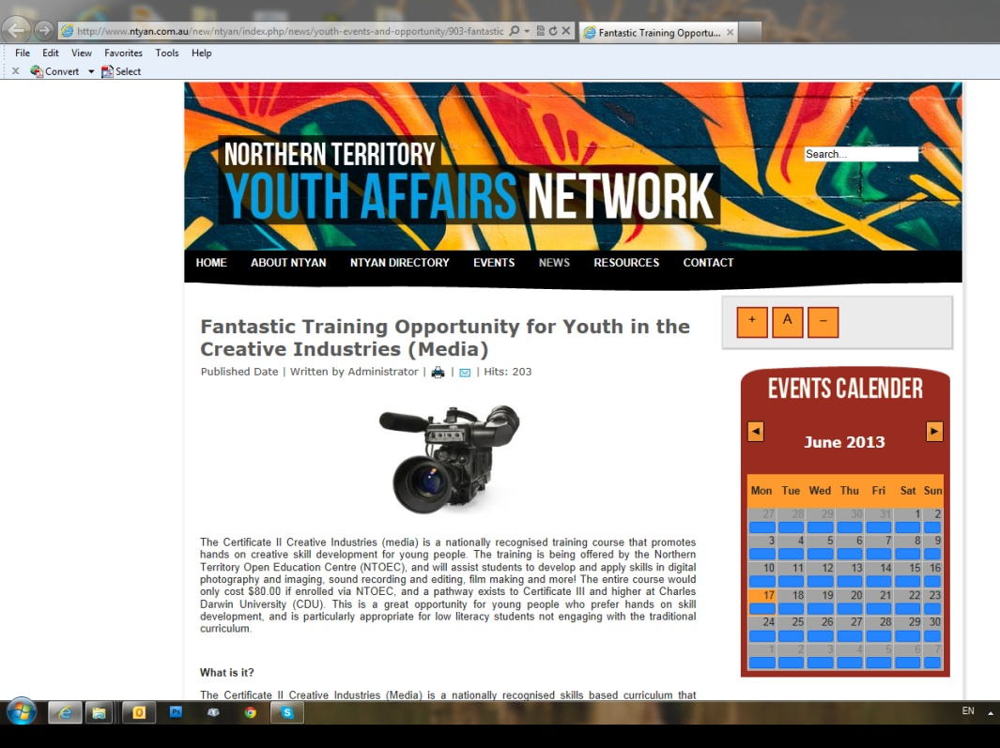 http://www.ntyan.com.au/new/ntyan/index.php/news/youth-events-and-opportunity/903-fantastic
Fantastic Training Opportu...
File Edit View Favorites Tools Help
x Convert Select
NORTHERN TERRITORY
YOUTH AFFAIRS NETWORK
Search...
HOME ABOUT NTYAN NTYAN DIRECTORY EVENTS NEWS RESOURCES CONTACT
Fantastic Training Opportunity for Youth in the
Creative Industries (Media)
Published Date | Written by Administrator | | | Hits: 203
The Certificate II Creative Industries (media) is a nationally recognised training course that promotes
hands on creative skill development for young people. The training is being offered by the Northern
Territory Open Education Centre (NTOEC), and will assist students to develop and apply skills in digital
photography and imaging, sound recording and editing, film making and more! The entire course would
only cost $80.00 if enrolled via NTOEC, and a pathway exists to Certificate III and higher at Charles
Darwin University (CDU). This is a great opportunity for young people who prefer hands on skill
development, and is particularly appropriate for low literacy students not engaging with the traditional
curriculum.
What is it?
The Certificate II Creative Industries (Media) is a nationally recognised skills based curriculum that
+ A –
EVENTS CALENDER
June 2013
Mon Tue Wed Thu Fri Sat Sun
27 28 29 30 31 1 2
3 4 5 6 7 8 9
10 11 12 13 14 15 16
17 18 19 20 21 22 23
24 25 26 27 28 29 30
1 2 3 4 5 6 7
Ps
EN